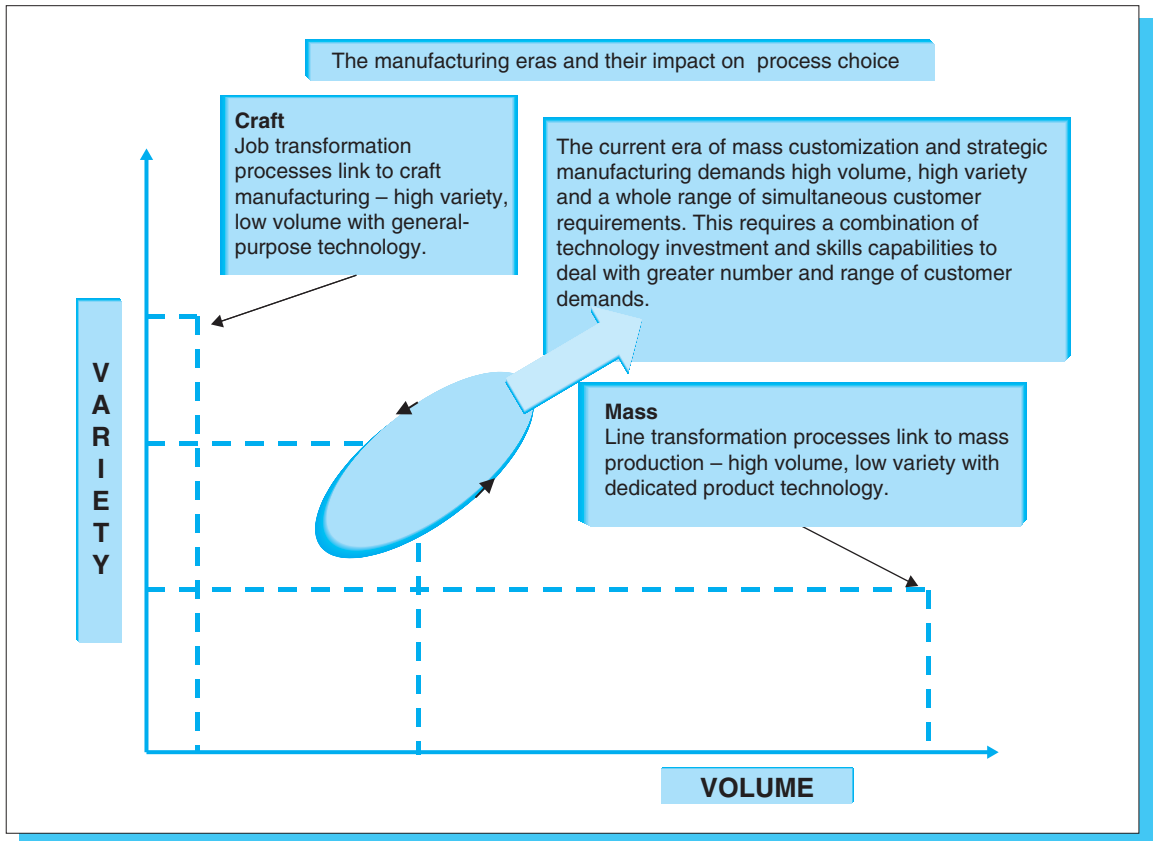 The manufacturing eras and their impact on process choice
Craft
Job transformation
processes link to craft
manufacturing – high variety,
low volume with general-
purpose technology.
The current era of mass customization and strategic
manufacturing demands high volume, high variety
and a whole range of simultaneous customer
requirements. This requires a combination of
technology investment and skills capabilities to
deal with greater number and range of customer
demands.
Mass
Line transformation processes link to mass
production – high volume, low variety with
dedicated product technology.
VARIETY
VOLUME